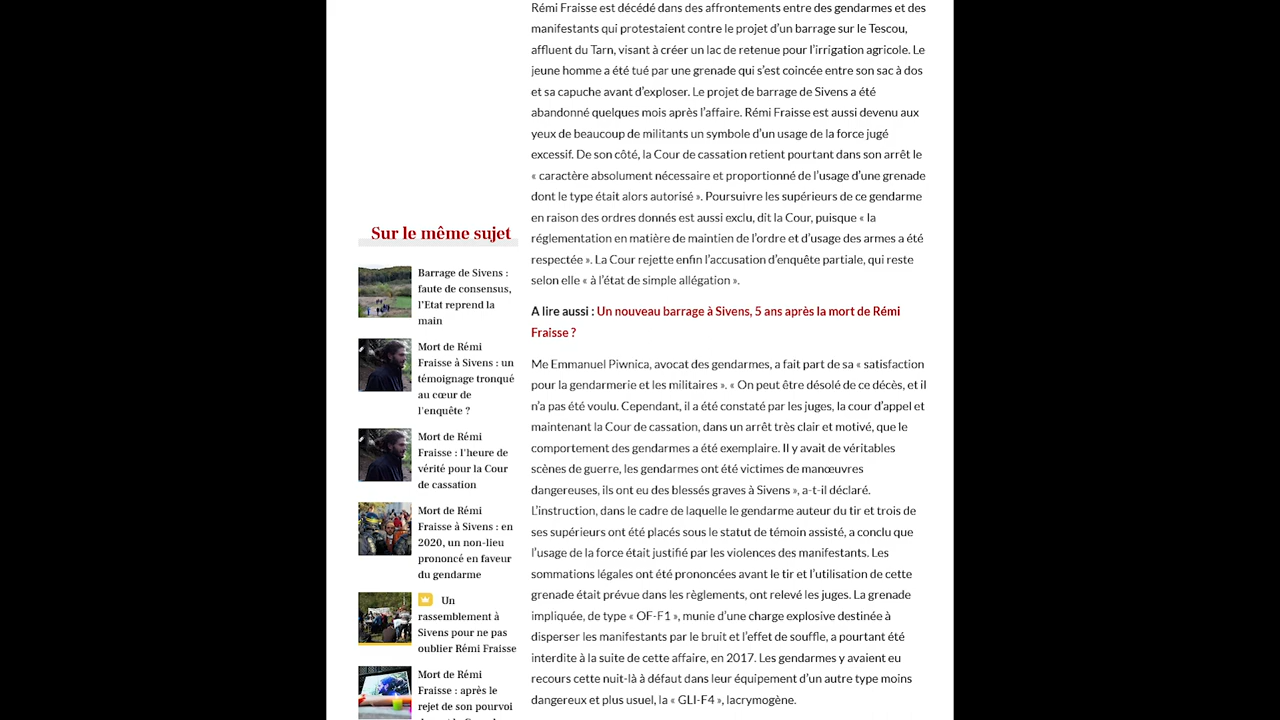 Rémi Fraisse est décédé dans des affrontements entre des gendarmes et des
manifestants qui protestaient contre le projet d’un barrage sur le Tescou,
affluent du Tarn, visant à créer un lac de retenue pour l’irrigation agricole. Le
jeune homme a été tué par une grenade qui s’est coincée entre son sac à dos
et sa capuche avant d’exploser. Le projet de barrage de Sivens a été
abandonné quelques mois après l’affaire. Rémi Fraisse est aussi devenu aux
yeux de beaucoup de militants un symbole d’un usage de la force jugé
excessif. De son côté, la Cour de cassation retient pourtant dans son arrêt le
« caractère absolument nécessaire et proportionné de l’usage d’une grenade
dont le type était alors autorisé ». Poursuivre les supérieurs de ce gendarme
en raison des ordres donnés est aussi exclu, dit la Cour, puisque « la
réglementation en matière de maintien de l’ordre et d’usage des armes a été
respectée ». La Cour rejette enfin l’accusation d’enquête partiale, qui reste
selon elle « à l’état de simple allégation ».
A lire aussi : Un nouveau barrage à Sivens, 5 ans après la mort de Rémi
Fraisse ?
Me Emmanuel Piwnica, avocat des gendarmes, a fait part de sa « satisfaction
pour la gendarmerie et les militaires ». « On peut être désolé de ce décès, et il
n’a pas été voulu. Cependant, il a été constaté par les juges, la cour d’appel et
maintenant la Cour de cassation, dans un arrêt très clair et motivé, que le
comportement des gendarmes a été exemplaire. Il y avait de véritables
scènes de guerre, les gendarmes ont été victimes de manœuvres
dangereuses, ils ont eu des blessés graves à Sivens », a-t-il déclaré.
L’instruction, dans le cadre de laquelle le gendarme auteur du tir et trois de
ses supérieurs ont été placés sous le statut de témoin assisté, a conclu que
l’usage de la force était justifié par les violences des manifestants. Les
sommations légales ont été prononcées avant le tir et l’utilisation de cette
grenade était prévue dans les règlements, ont relevé les juges. La grenade
impliquée, de type « OF-F1 », munie d’une charge explosive destinée à
disperser les manifestants par le bruit et l’effet de souffle, a pourtant été
interdite à la suite de cette affaire, en 2017. Les gendarmes y avaient eu
recours cette nuit-là à défaut dans leur équipement d’un autre type moins
dangereux et plus usuel, la « GLI-F4 », lacrymogène.
Sur le même sujet
Barrage de Sivens :
faute de consensus,
l’Etat reprend la
main
Mort de Rémi
Fraisse à Sivens : un
témoignage tronqué
au cœur de
l’enquête ?
Mort de Rémi
Fraisse : l’heure de
vérité pour la Cour
de cassation
Mort de Rémi
Fraisse à Sivens : en
2020, un non-lieu
prononcé en faveur
du gendarme
Un
rassemblement à
Sivens pour ne pas
oublier Rémi Fraisse
Mort de Rémi
Fraisse : après le
rejet de son pourvoi